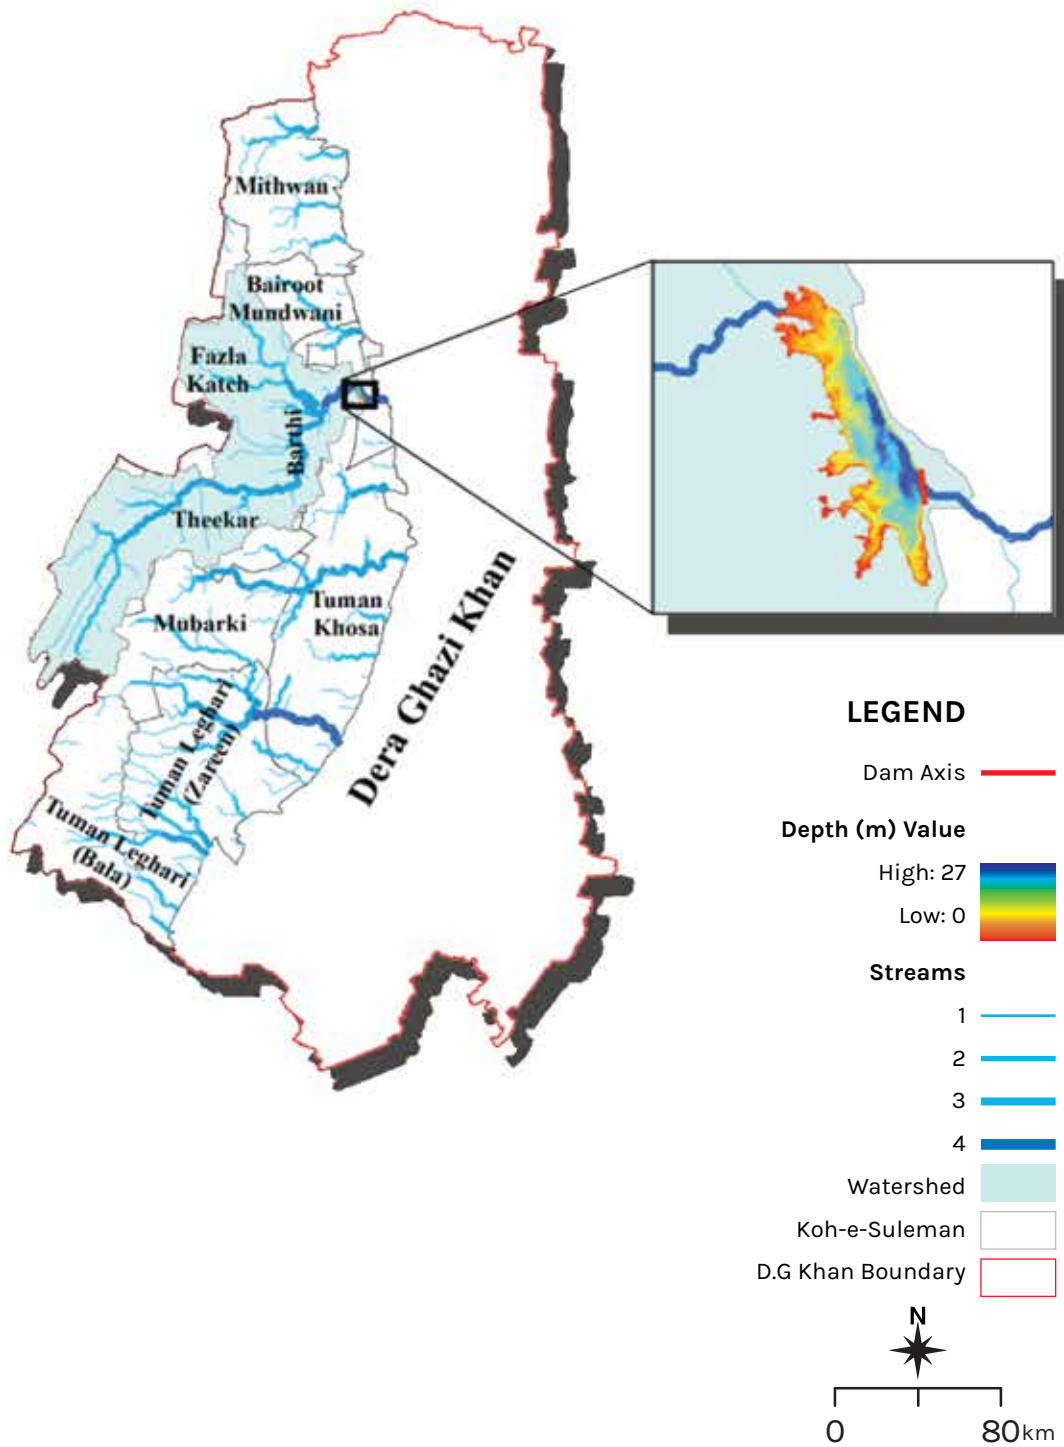 Mithwan
Bairoot
Mundwani
Fazla
Katch
Barthi
Theekar
Tuman
Khosa
Mubarki
Dera Ghazi Khan
Tuman Leghari
(Zareen)
Tuman Leghari
(Bala)
LEGEND
Dam Axis
Depth (m) Value
High: 27
Low: 0
Streams
1
2
3
4
Watershed
Koh-e-Suleman
D.G Khan Boundary
N
0 80km